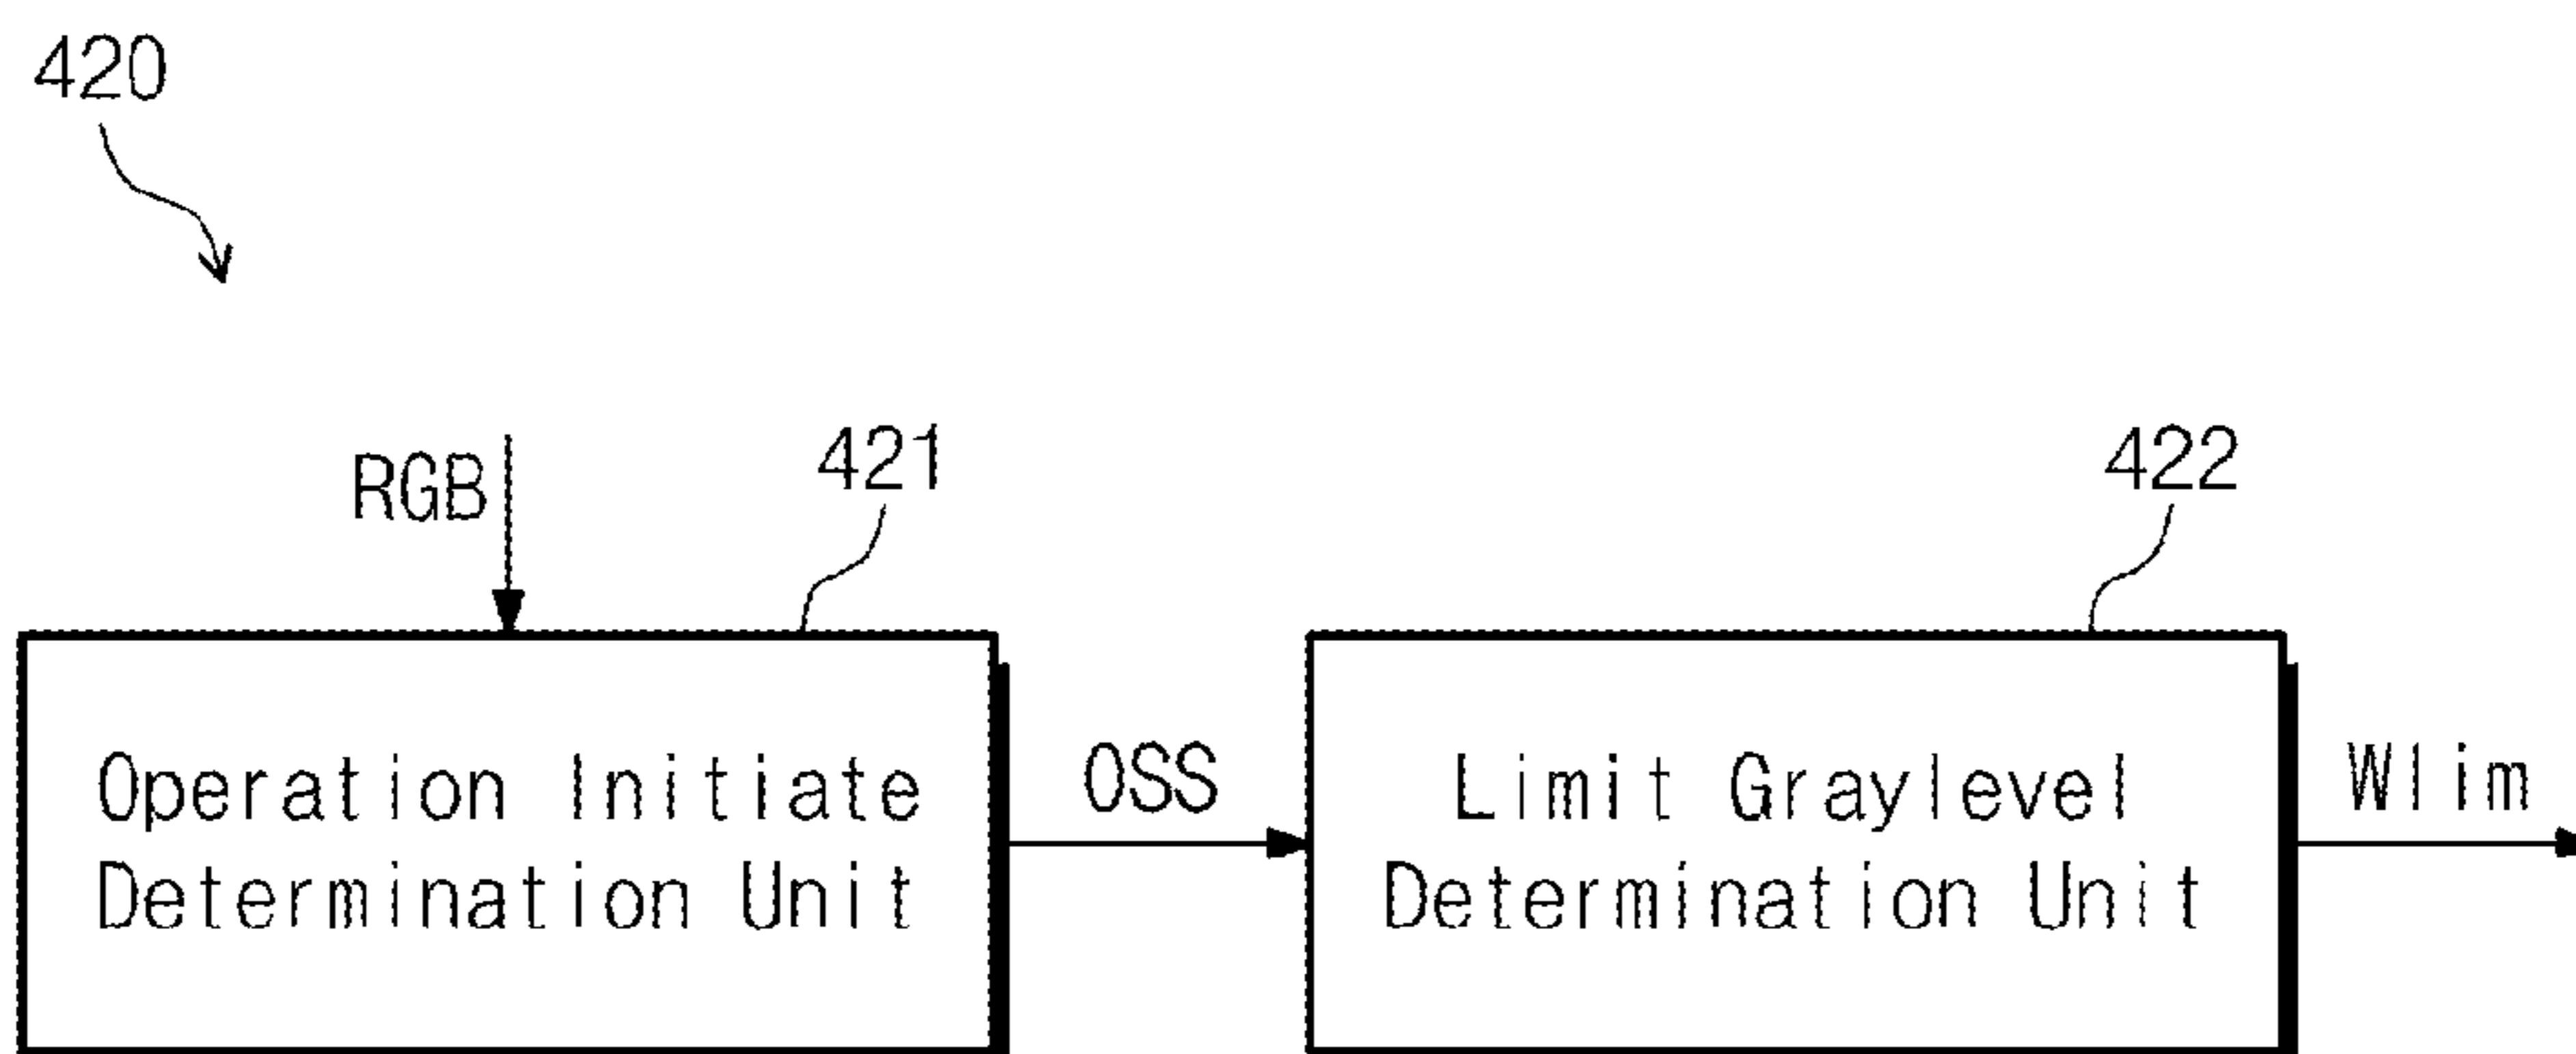 420
RGB
421
422
Operation Initiate
Determination Unit
OSS
Limit Graylevel
Determination Unit
Wlim